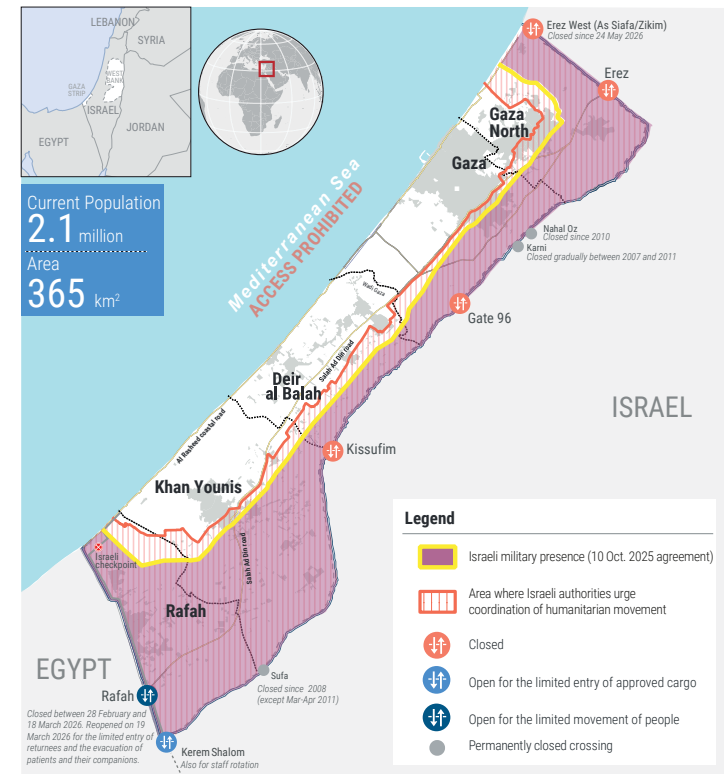 LEBANON
SYRIA
WEST
BANK
GAZA
STRIP
ISRAEL
JORDAN
EGYPT
Current Population
2.1 million
Area
365 km²
Mediterranean Sea
ACCESS PROHIBITED
Erez West (As Siafa/Zikim)
Closed since 24 May 2026
Erez
Gaza
North
Gaza
Nahal Oz
Closed since 2010
Karni
Closed gradually between 2007 and 2011
Wadi Gaza
Gate 96
Salah Ad Din road
Deir
al Balah
ISRAEL
Al Rasheed coastal road
Kissufim
Khan Younis
Israeli
checkpoint
Salah Ad Din road
Rafah
EGYPT
Sufa
Closed since 2008
(except Mar-Apr 2011)
Rafah
Closed between 28 February and
18 March 2026. Reopened on 19
March 2026 for the limited entry of
returnees and the evacuation of
patients and their companions.
Kerem Shalom
Also for staff rotation
Legend
Israeli military presence (10 Oct. 2025 agreement)
Area where Israeli authorities urge
coordination of humanitarian movement
Closed
Open for the limited entry of approved cargo
Open for the limited movement of people
Permanently closed crossing